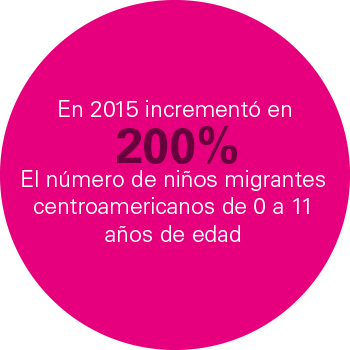 En 2015 incrementó en
200%
El número de niños migrantes
centroamericanos de 0 a 11
años de edad